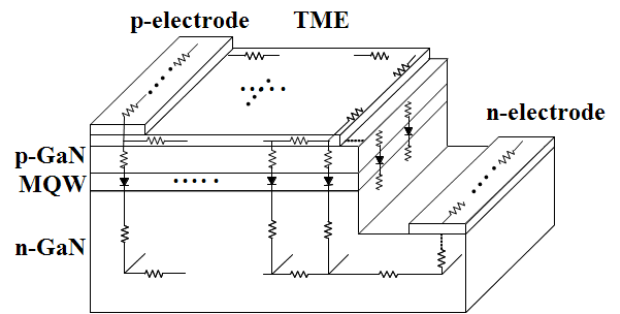 p-electrode
TME
n-electrode
p-GaN
MQW
n-GaN